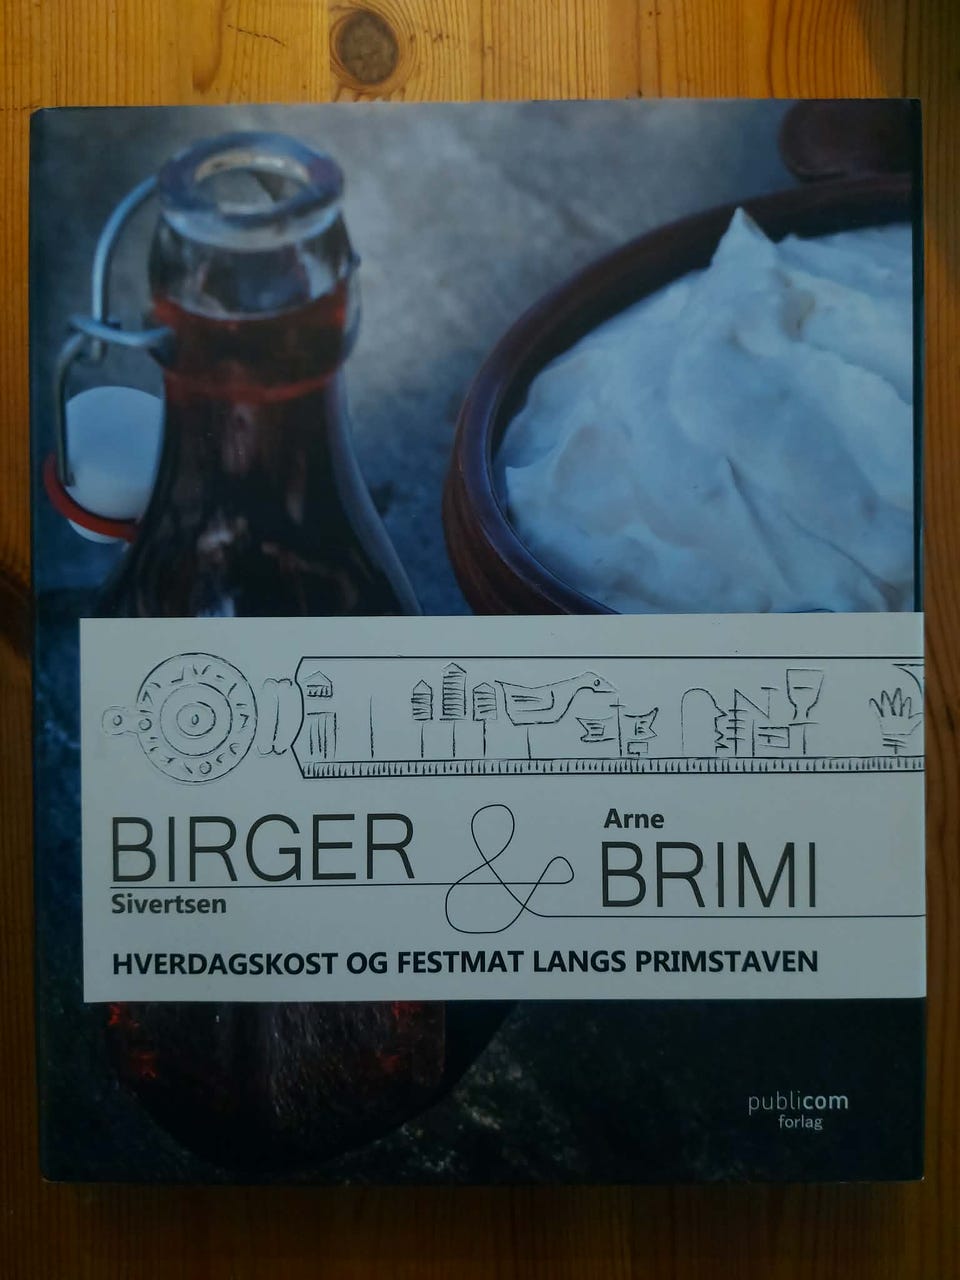 BIRGER
Sivertsen
&
Arne
BRIMI
HVERDAGSKOST OG FESTMAT LANGS PRIMSTAVEN
publicom
forlag